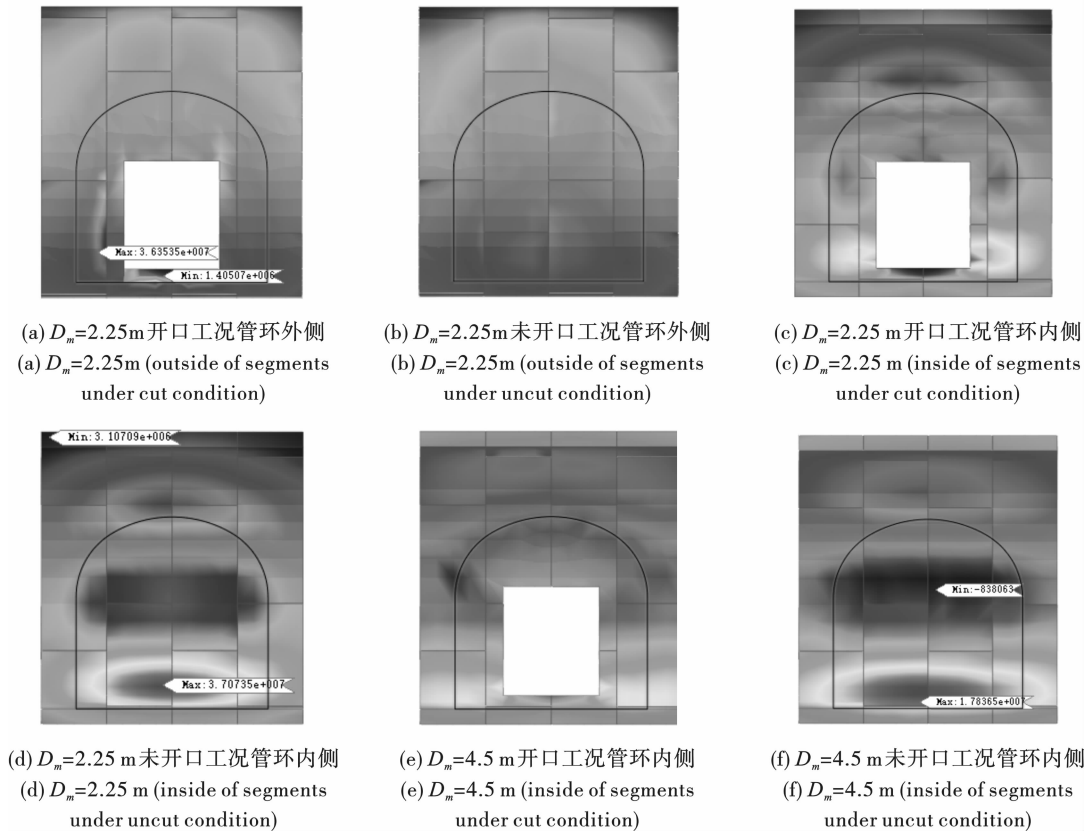 Max:3.63535e+007
Min:1.40507e+006
(a) Dm=2.25m开口工况管环外侧
(a) Dm=2.25m (outside of segments
under cut condition)
(b) Dm=2.25m未开口工况管环外侧
(b) Dm=2.25m (outside of segments
under uncut condition)
(c) Dm=2.25 m开口工况管环内侧
(c) Dm=2.25 m (inside of segments
under cut condition)
Min:3.10709e+006
Max:3.70735e+007
Min:-838063
Max:1.78365e+007
(d) Dm=2.25 m未开口工况管环内侧
(d) Dm=2.25 m (inside of segments
under uncut condition)
(e) Dm=4.5 m开口工况管环内侧
(e) Dm=4.5 m (inside of segments
under cut condition)
(f) Dm=4.5 m未开口工况管环内侧
(f) Dm=4.5 m (inside of segments
under uncut condition)